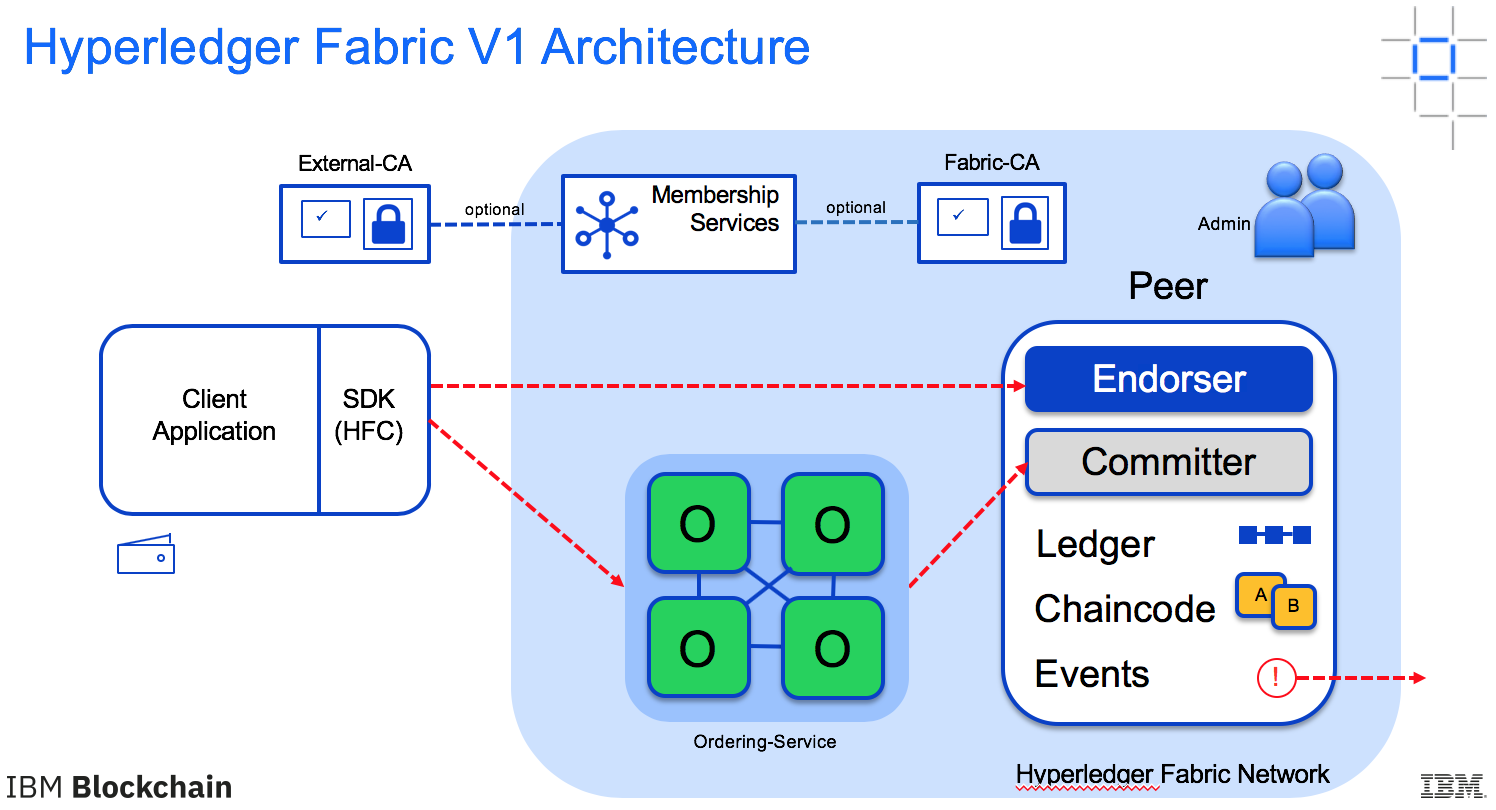 Hyperledger Fabric V1 Architecture
External-CA
optional
Membership
Services
optional
Fabric-CA
Admin
Peer
Client
Application
SDK
(HFC)
Endorser
Committer
Ledger
Chaincode
A
B
Events
!
O
O
O
O
Ordering-Service
Hyperledger Fabric Network
IBM Blockchain
IBM.